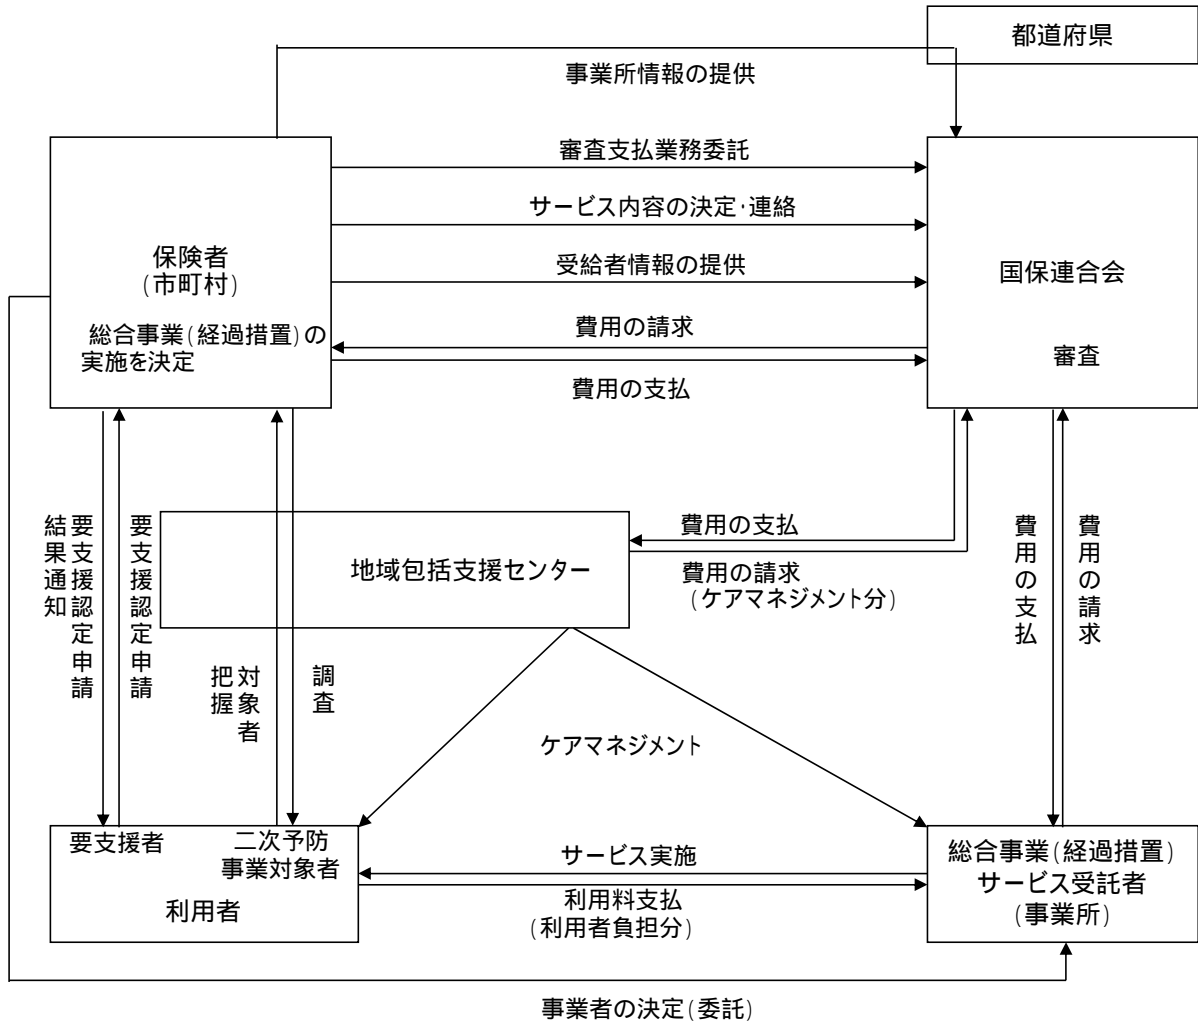 都道府県
事業所情報の提供
審査支払業務委託
サービス内容の決定・連絡
受給者情報の提供
費用の請求
費用の支払
保険者
(市町村)
総合事業(経過措置)の
実施を決定
国保連合会
審査
要支援認定申請
結果通知
要支援認定申請
対象者
把握
調査
地域包括支援センター
費用の支払
費用の請求
(ケアマネジメント分)
費用の支払
費用の請求
ケアマネジメント
要支援者
二次予防
事業対象者
利用者
サービス実施
利用料支払
(利用者負担分)
総合事業(経過措置)
サービス受託者
(事業所)
事業者の決定(委託)